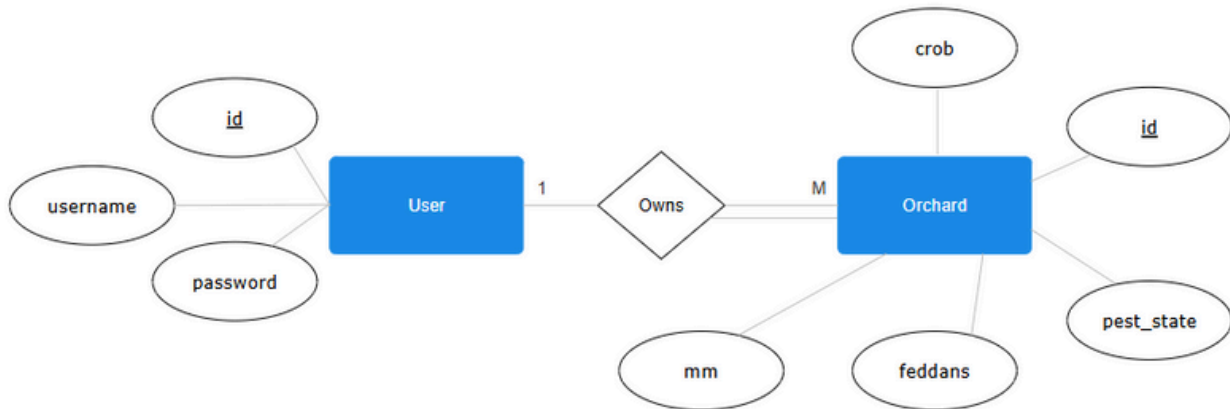 crob
id
id
username
User
1
Owns
M
Orchard
password
pest_state
mm
feddans